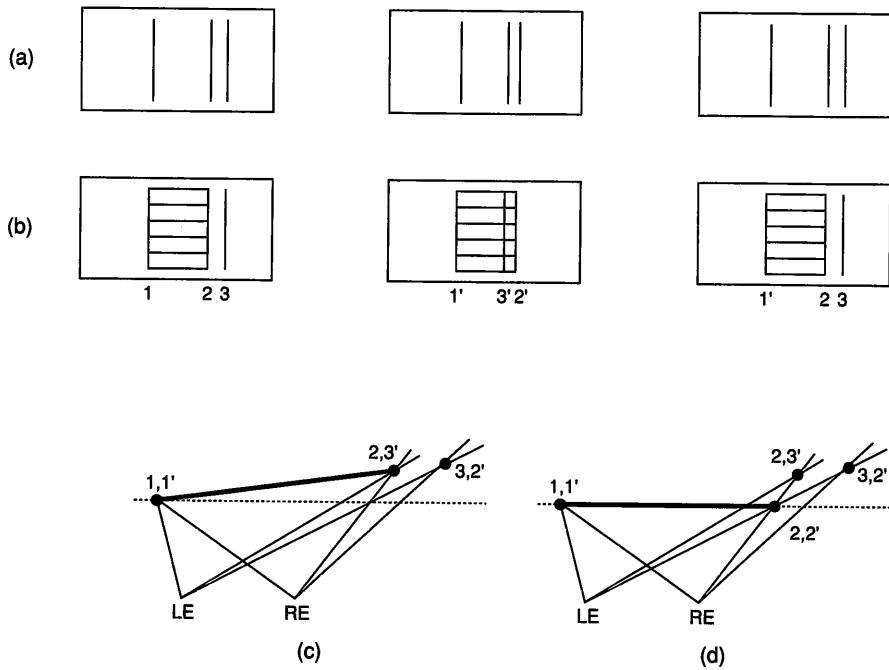 (a)
(b)
1 2 3 1' 3' 2' 1' 2 3
2,3' 2,3'
1,1' 3,2' 1,1' 3,2'
2,2'
LE RE LE RE
(c) (d)